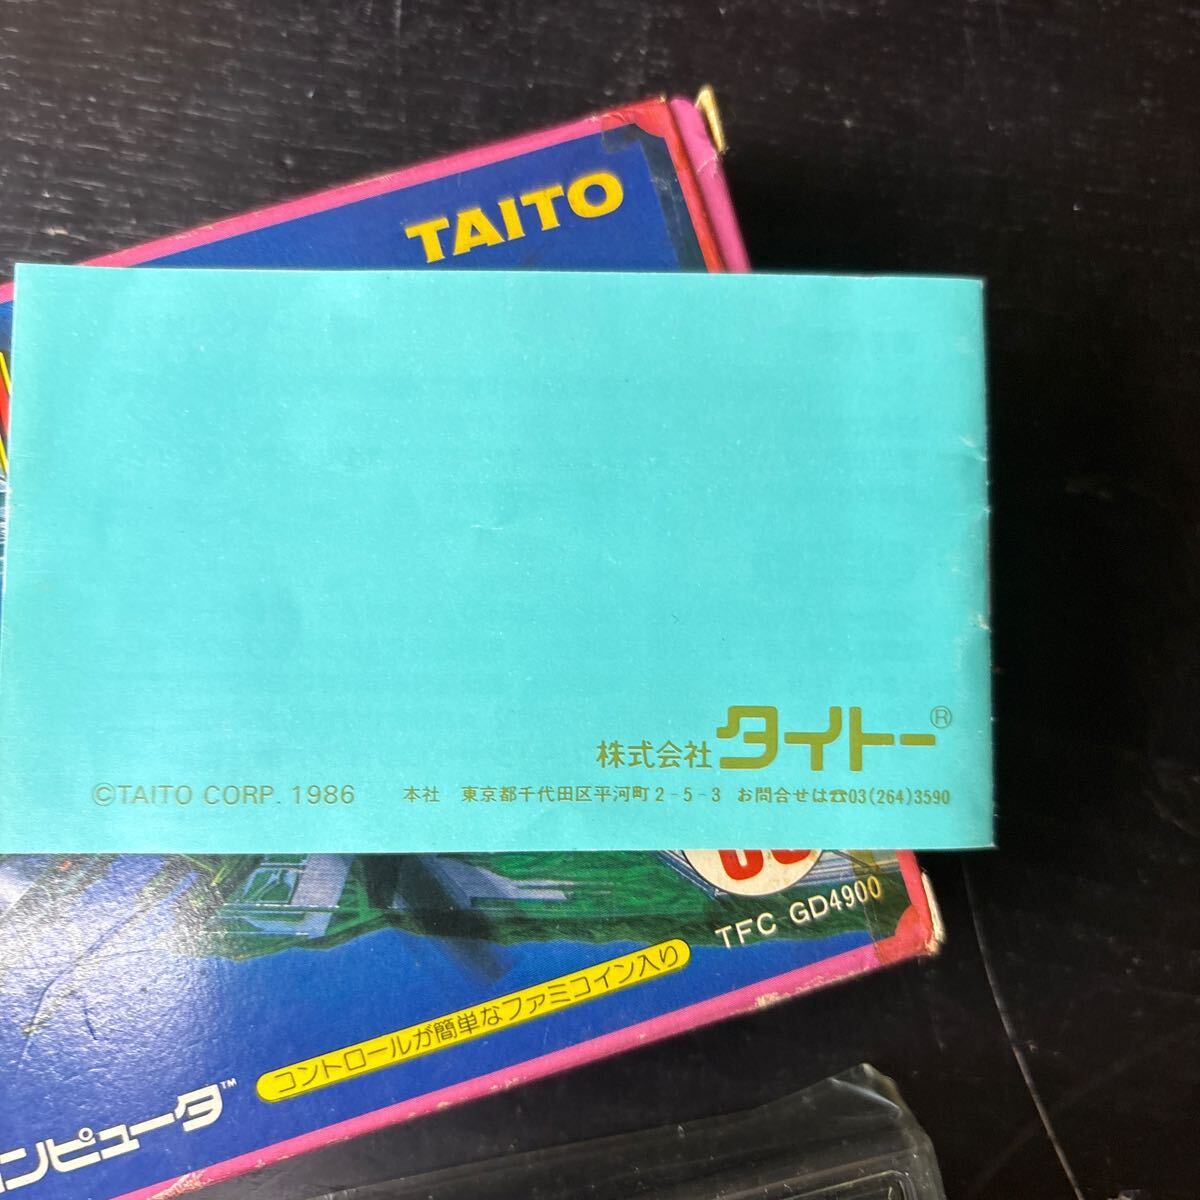 TAITO
株式会社 タイトー®
©TAITO CORP. 1986 本社 東京都千代田区平河町2-5-3 お問合せは☎03(264)3590
TFC-GD4900
コントロールが簡単なファミコイン入り
ンピュータ™